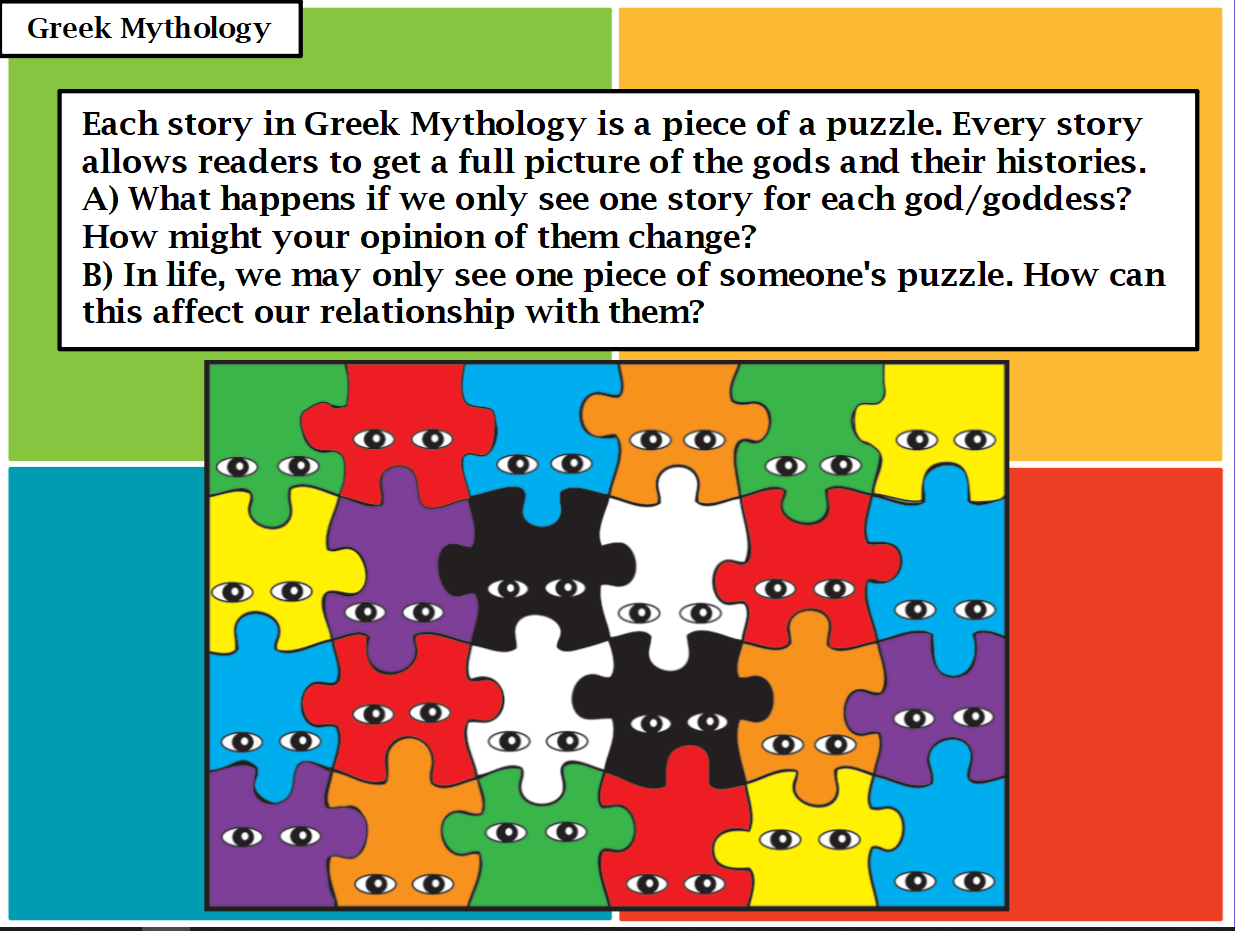 Greek Mythology
Each story in Greek Mythology is a piece of a puzzle. Every story
allows readers to get a full picture of the gods and their histories.
A) What happens if we only see one story for each god/goddess?
How might your opinion of them change?
B) In life, we may only see one piece of someone's puzzle. How can
this affect our relationship with them?